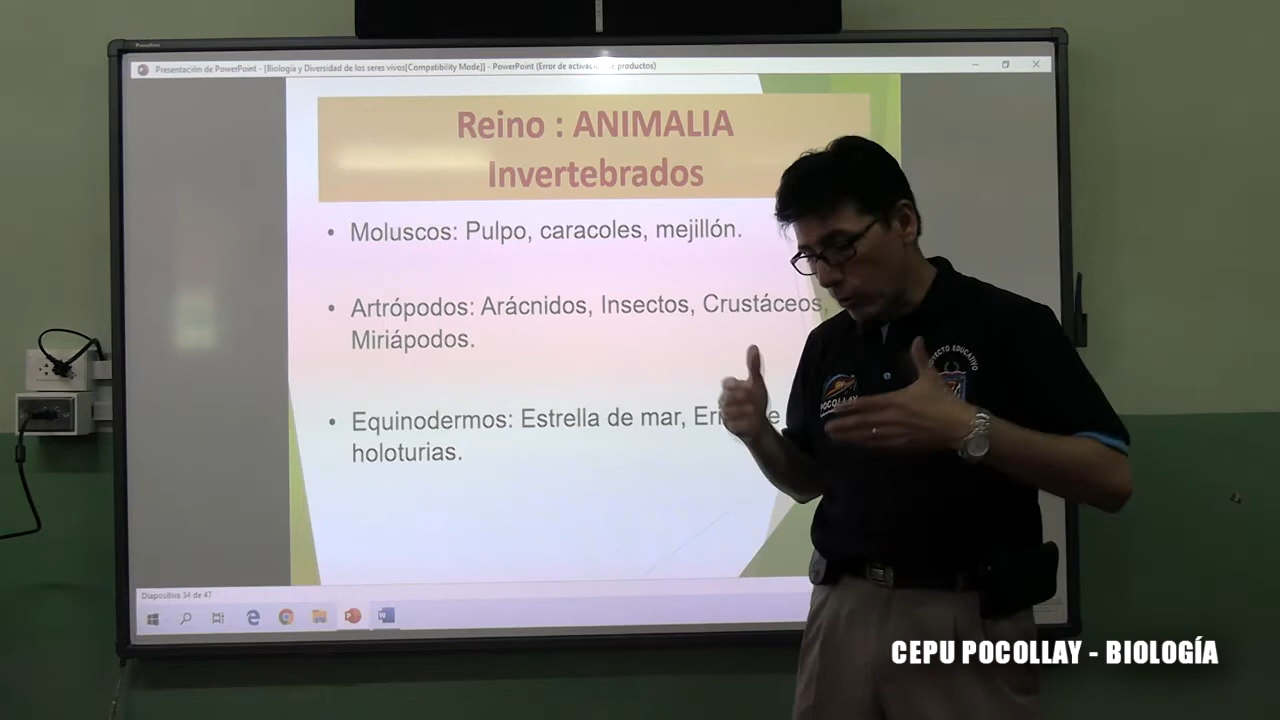 Presentación de PowerPoint - [Biología y Diversidad de los seres vivos[Compatibility Mode]] - PowerPoint (Error de activación de productos)
Reino : ANIMALIA
Invertebrados
• Moluscos: Pulpo, caracoles, mejillón.
• Artrópodos: Arácnidos, Insectos, Crustáceos,
Miriápodos.
• Equinodermos: Estrella de mar,
holoturias.
POCOLLAY
EDUCATIVO
Diapositiva 34 de 47
CEPU POCOLLAY - BIOLOGÍA